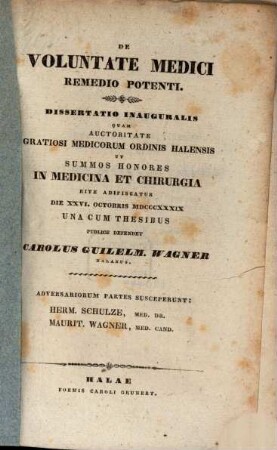 DE
VOLUNTATE MEDICI
REMEDIO POTENTI.
DISSERTATIO INAUGURALIS
QUAM
AUCTORITATE
GRATIOSI MEDICORUM ORDINIS HALENSIS
UT
SUMMOS HONORES
IN MEDICINA ET CHIRURGIA
RITE ADIPISCATUR
DIE XXVI. OCTOBRIS MDCCCXXXIX
UNA CUM THESIBUS
PUBLICE DEFENDET
CAROLUS GUILELM. WAGNER
ADVERSARIORUM PARTES SUSCEPERUNT:
HERM. SCHULZE, MED. DR.
MAURIT. WAGNER, MED. CAND.
HALAE
FORMIS CAROLI GRUNERT.